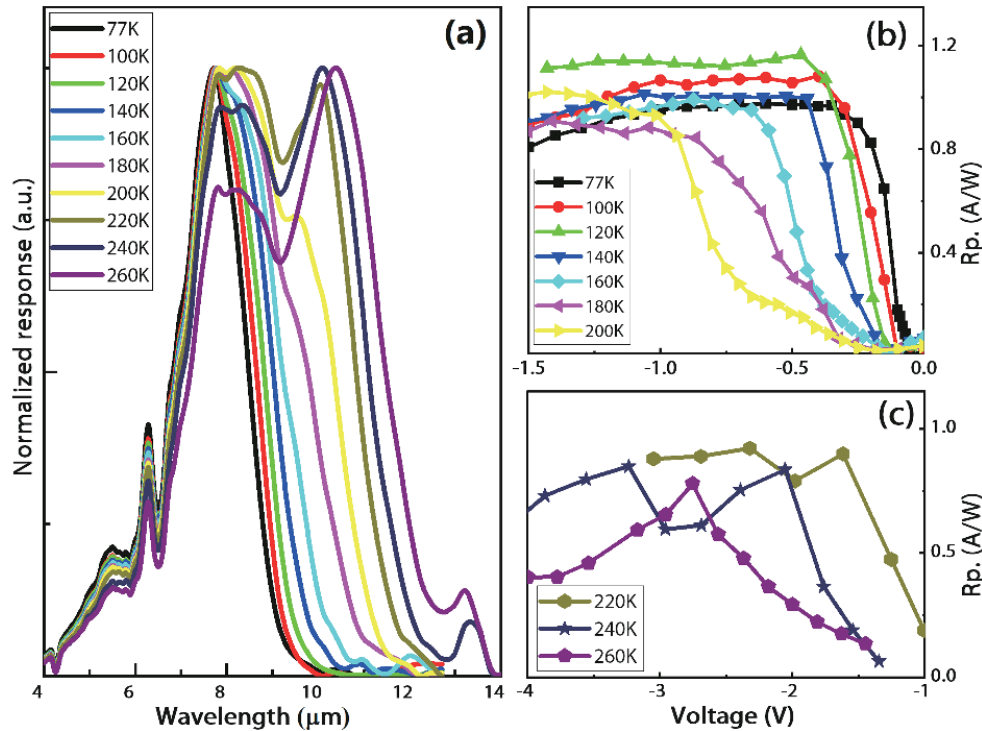 (a)
77K
100K
120K
140K
160K
180K
200K
220K
240K
260K
Normalized response (a.u.)
4
6
8
10
12
14
Wavelength (μm)
(b)
77K
100K
120K
140K
160K
180K
200K
1.2
0.8
0.4
Rp. (A/W)
-1.5
-1.0
-0.5
0.0
(c)
220K
240K
260K
1.0
0.5
0.0
Rp. (A/W)
-4
-3
-2
-1
Voltage (V)